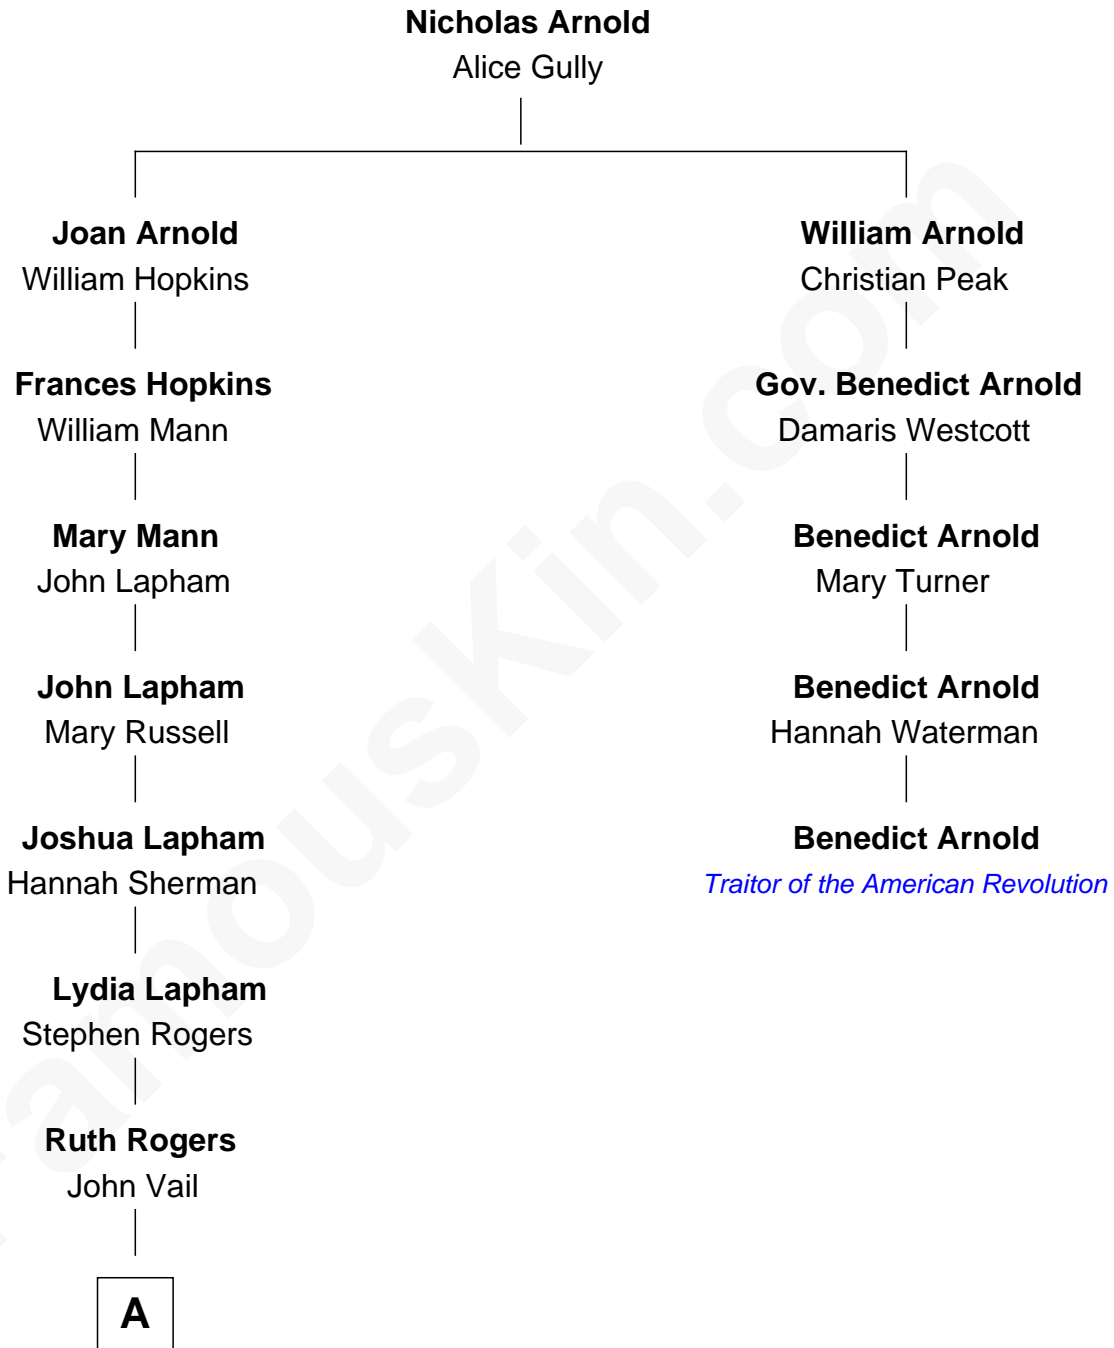 Nicholas Arnold
Alice Gully
Joan Arnold
William Hopkins
William Arnold
Christian Peak
Frances Hopkins
William Mann
Gov. Benedict Arnold
Damaris Westcott
Mary Mann
John Lapham
Benedict Arnold
Mary Turner
John Lapham
Mary Russell
Benedict Arnold
Hannah Waterman
Joshua Lapham
Hannah Sherman
Benedict Arnold
Traitor of the American Revolution
Lydia Lapham
Stephen Rogers
Ruth Rogers
John Vail
A
FamousKin.com